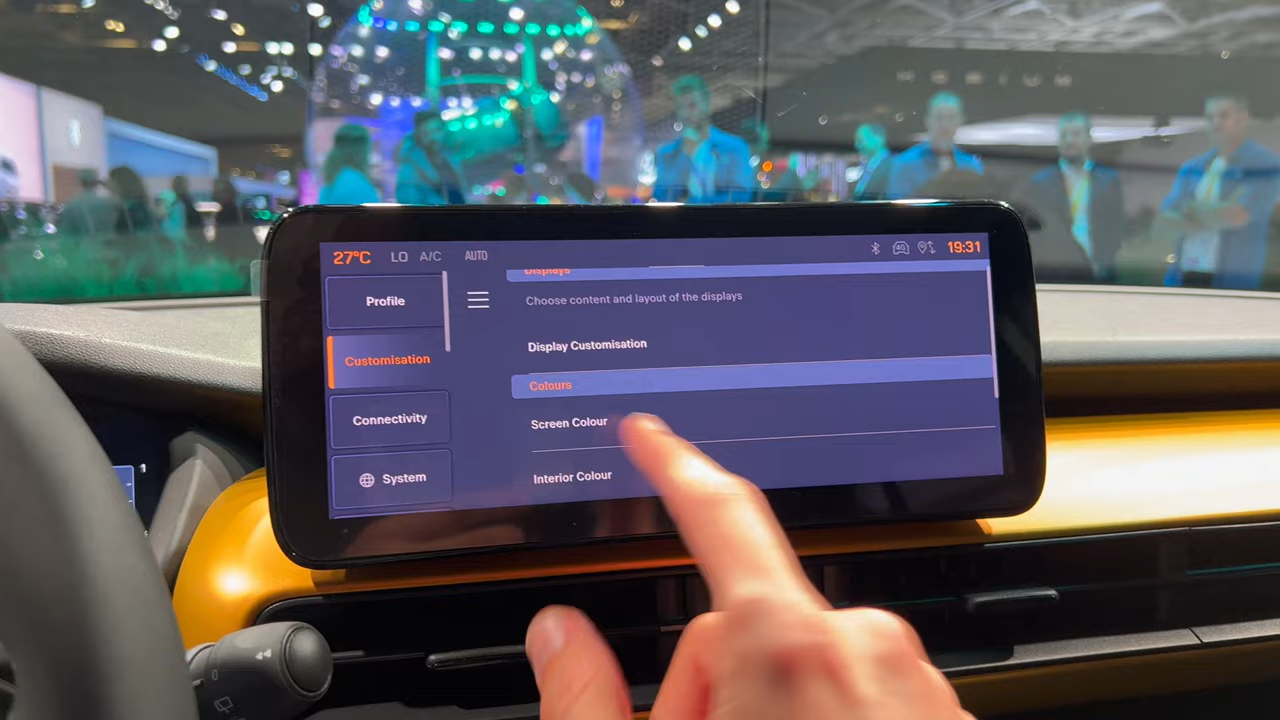 27°C LO A/C AUTO 4G 19:31
Profile
Customisation
Connectivity
System
Displays
Choose content and layout of the displays
Display Customisation
Colours
Screen Colour
Interior Colour